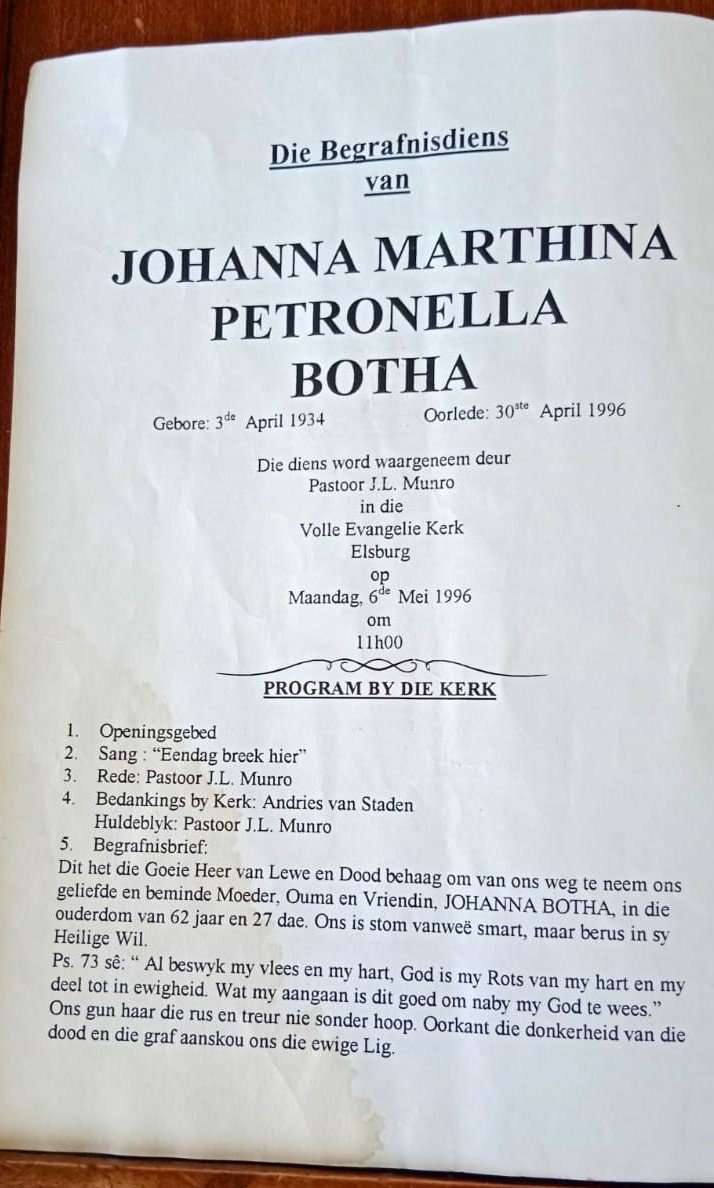 Die Begrafnisdiens
van
JOHANNA MARTHINA
PETRONELLA
BOTHA
Gebore: 3de April 1934 Oorlede: 30ste April 1996
Die diens word waargeneem deur
Pastoor J.L. Munro
in die
Volle Evangelie Kerk
Elsburg
op
Maandag, 6de Mei 1996
om
11h00
PROGRAM BY DIE KERK
1. Openingsgebed
2. Sang : “Eendag breek hier”
3. Rede: Pastoor J.L. Munro
4. Bedankings by Kerk: Andries van Staden
Huldeblyk: Pastoor J.L. Munro
5. Begrafnisbrief:
Dit het die Goeie Heer van Lewe en Dood behaag om van ons weg te neem ons
geliefde en beminde Moeder, Ouma en Vriendin, JOHANNA BOTHA, in die
ouderdom van 62 jaar en 27 dae. Ons is stom vanweë smart, maar berus in sy
Heilige Wil.
Ps. 73 sê: “ Al beswyk my vlees en my hart, God is my Rots van my hart en my
deel tot in ewigheid. Wat my aangaan is dit goed om naby my God te wees.”
Ons gun haar die rus en treur nie sonder hoop. Oorkant die donkerheid van die
dood en die graf aanskou ons die ewige Lig.